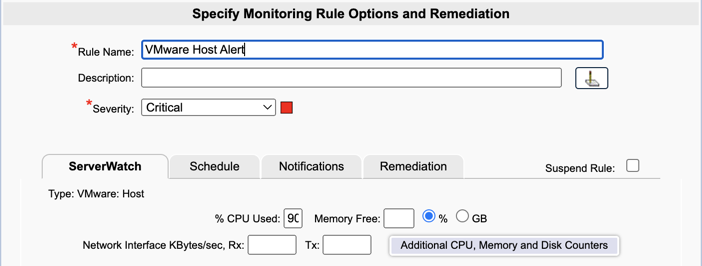 Specify Monitoring Rule Options and Remediation
*Rule Name: VMware Host Alert
Description:
*Severity: Critical
ServerWatch Schedule Notifications Remediation Suspend Rule:
Type: VMware: Host
% CPU Used: 90 Memory Free: % GB
Network Interface KBytes/sec, Rx: Tx: Additional CPU, Memory and Disk Counters